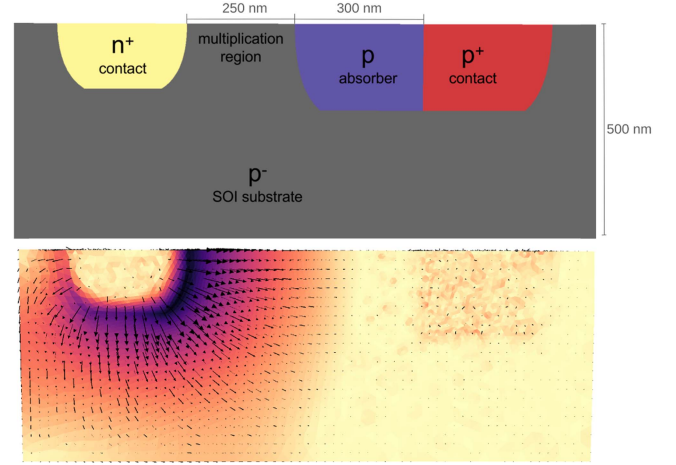 250 nm
300 nm
n+
contact
multiplication
region
p
absorber
p+
contact
500 nm
p-
SOI substrate